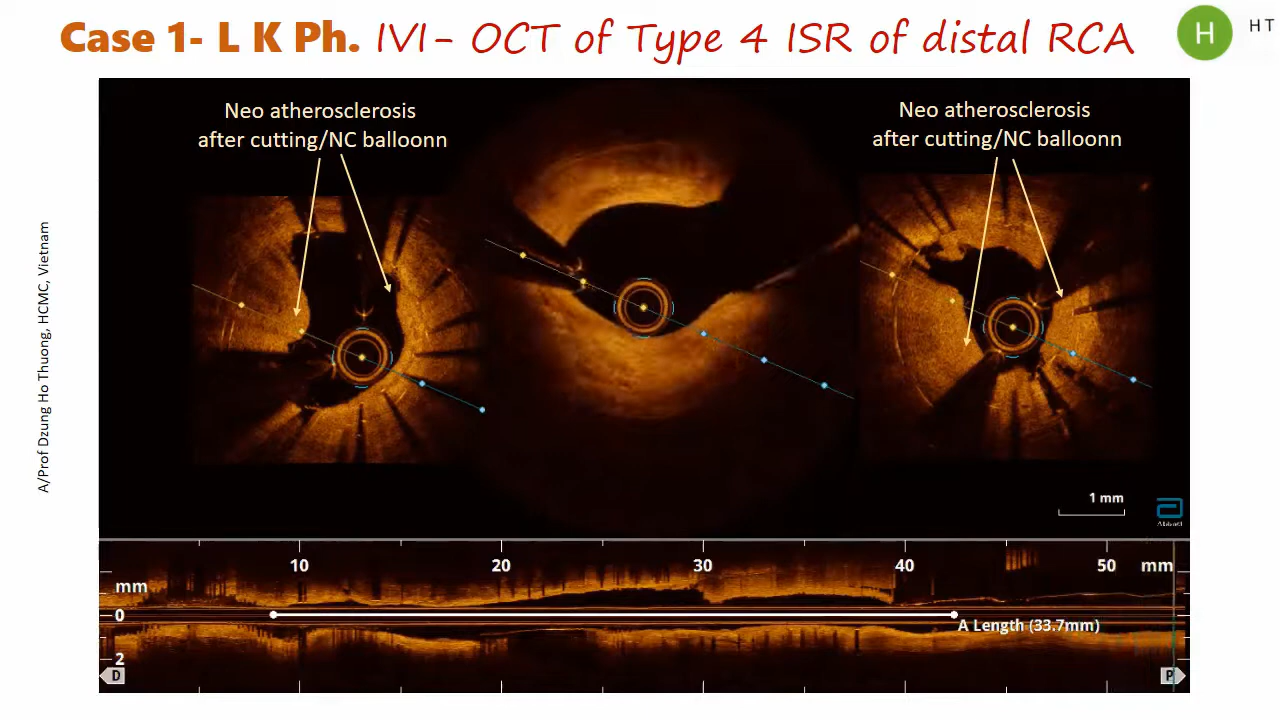 Case 1- L K Ph. IVI- OCT of Type 4 ISR of distal RCA
H
H T
Neo atherosclerosis
after cutting/NC balloonn
Neo atherosclerosis
after cutting/NC balloonn
A/Prof Dzung Ho Thuong, HCMC, Vietnam
1 mm
Abbott
10
20
30
40
50
mm
mm
0
A Length (33.7mm)
2
D
P